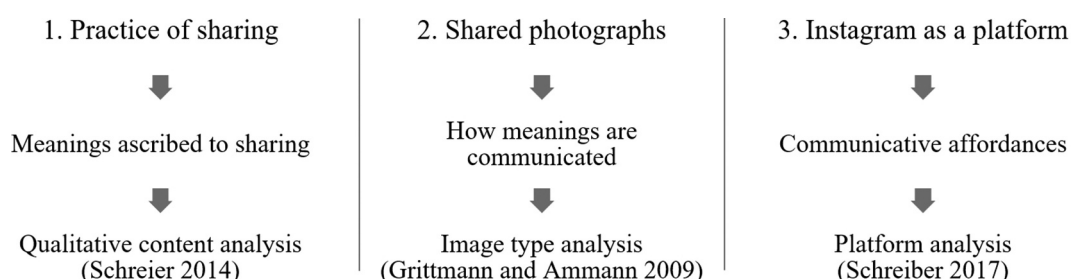 1. Practice of sharing
Meanings ascribed to sharing
Qualitative content analysis
(Schreier 2014)
2. Shared photographs
How meanings are
communicated
Image type analysis
(Grittmann and Ammann 2009)
3. Instagram as a platform
Communicative affordances
Platform analysis
(Schreiber 2017)